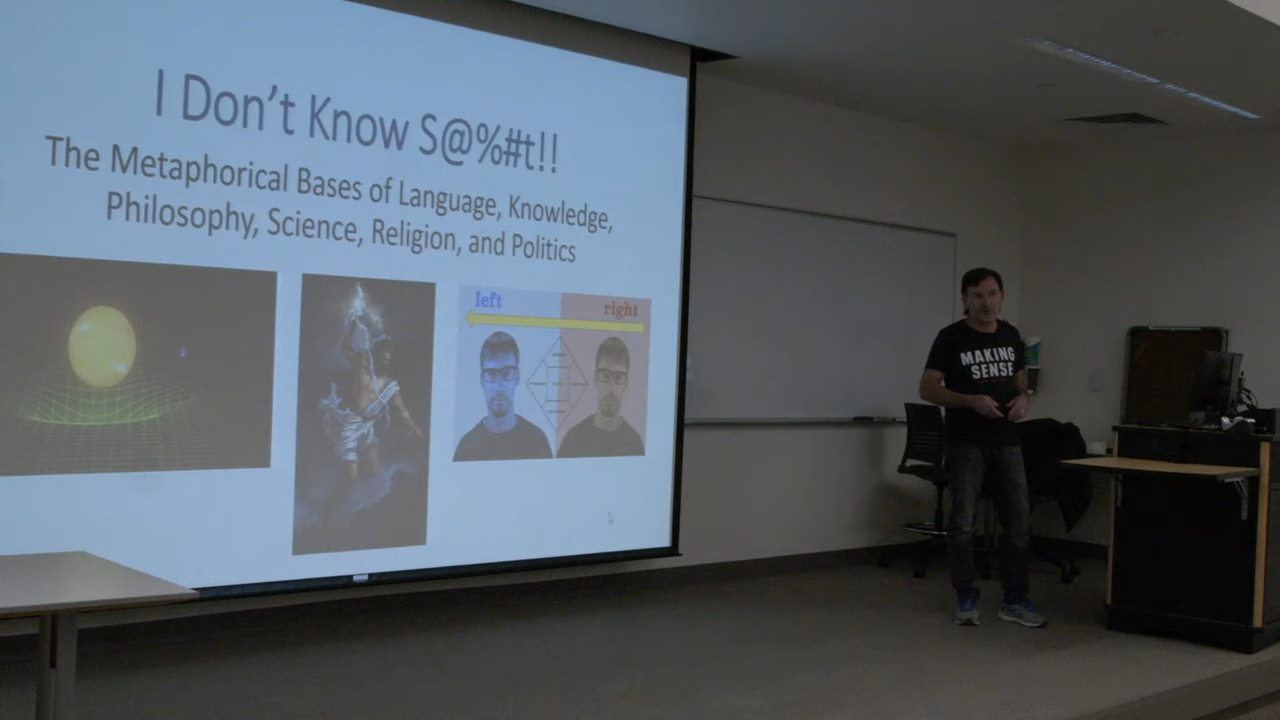 I Don't Know S@%#t!!
The Metaphorical Bases of Language, Knowledge,
Philosophy, Science, Religion, and Politics
left
right
MAKING
SENSE